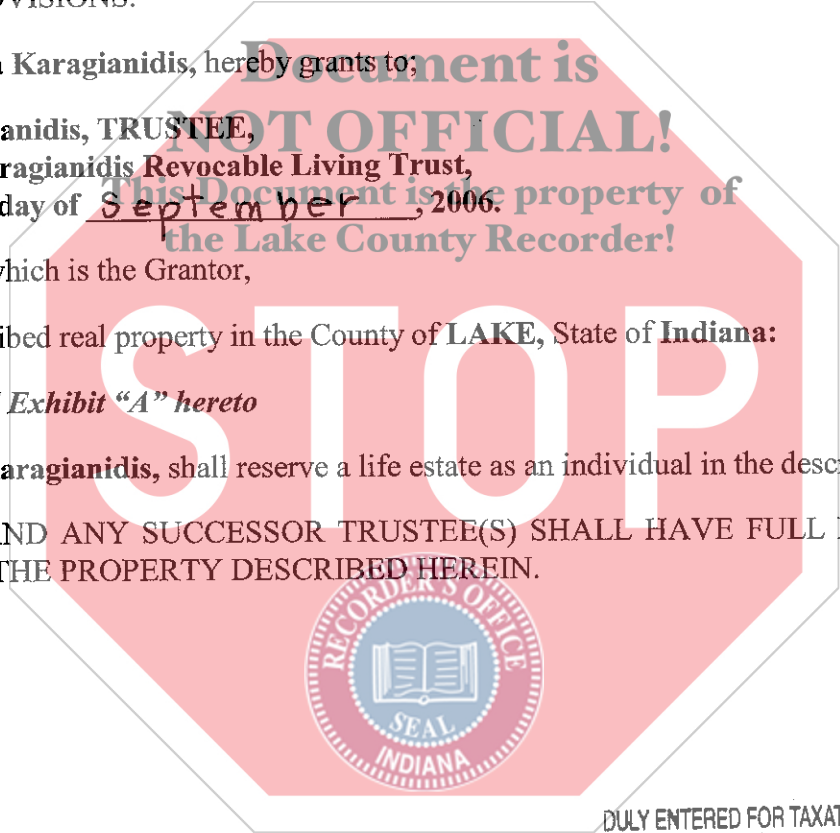 OVISIONS.
Karagianidis, hereby grants to;
Document is
anidis, TRUSTEE,
NOT OFFICIAL!
ragianidis Revocable Living Trust,
This Document is the property of
day of September, 2006.
the Lake County Recorder!
which is the Grantor,
ibed real property in the County of LAKE, State of Indiana:
STOP
Exhibit “A” hereto
aragianidis, shall reserve a life estate as an individual in the descr
ND ANY SUCCESSOR TRUSTEE(S) SHALL HAVE FULL
THE PROPERTY DESCRIBED HEREIN.
RECORDER'S OFFICE
SEAL
INDIANA
DULY ENTERED FOR TAXAT